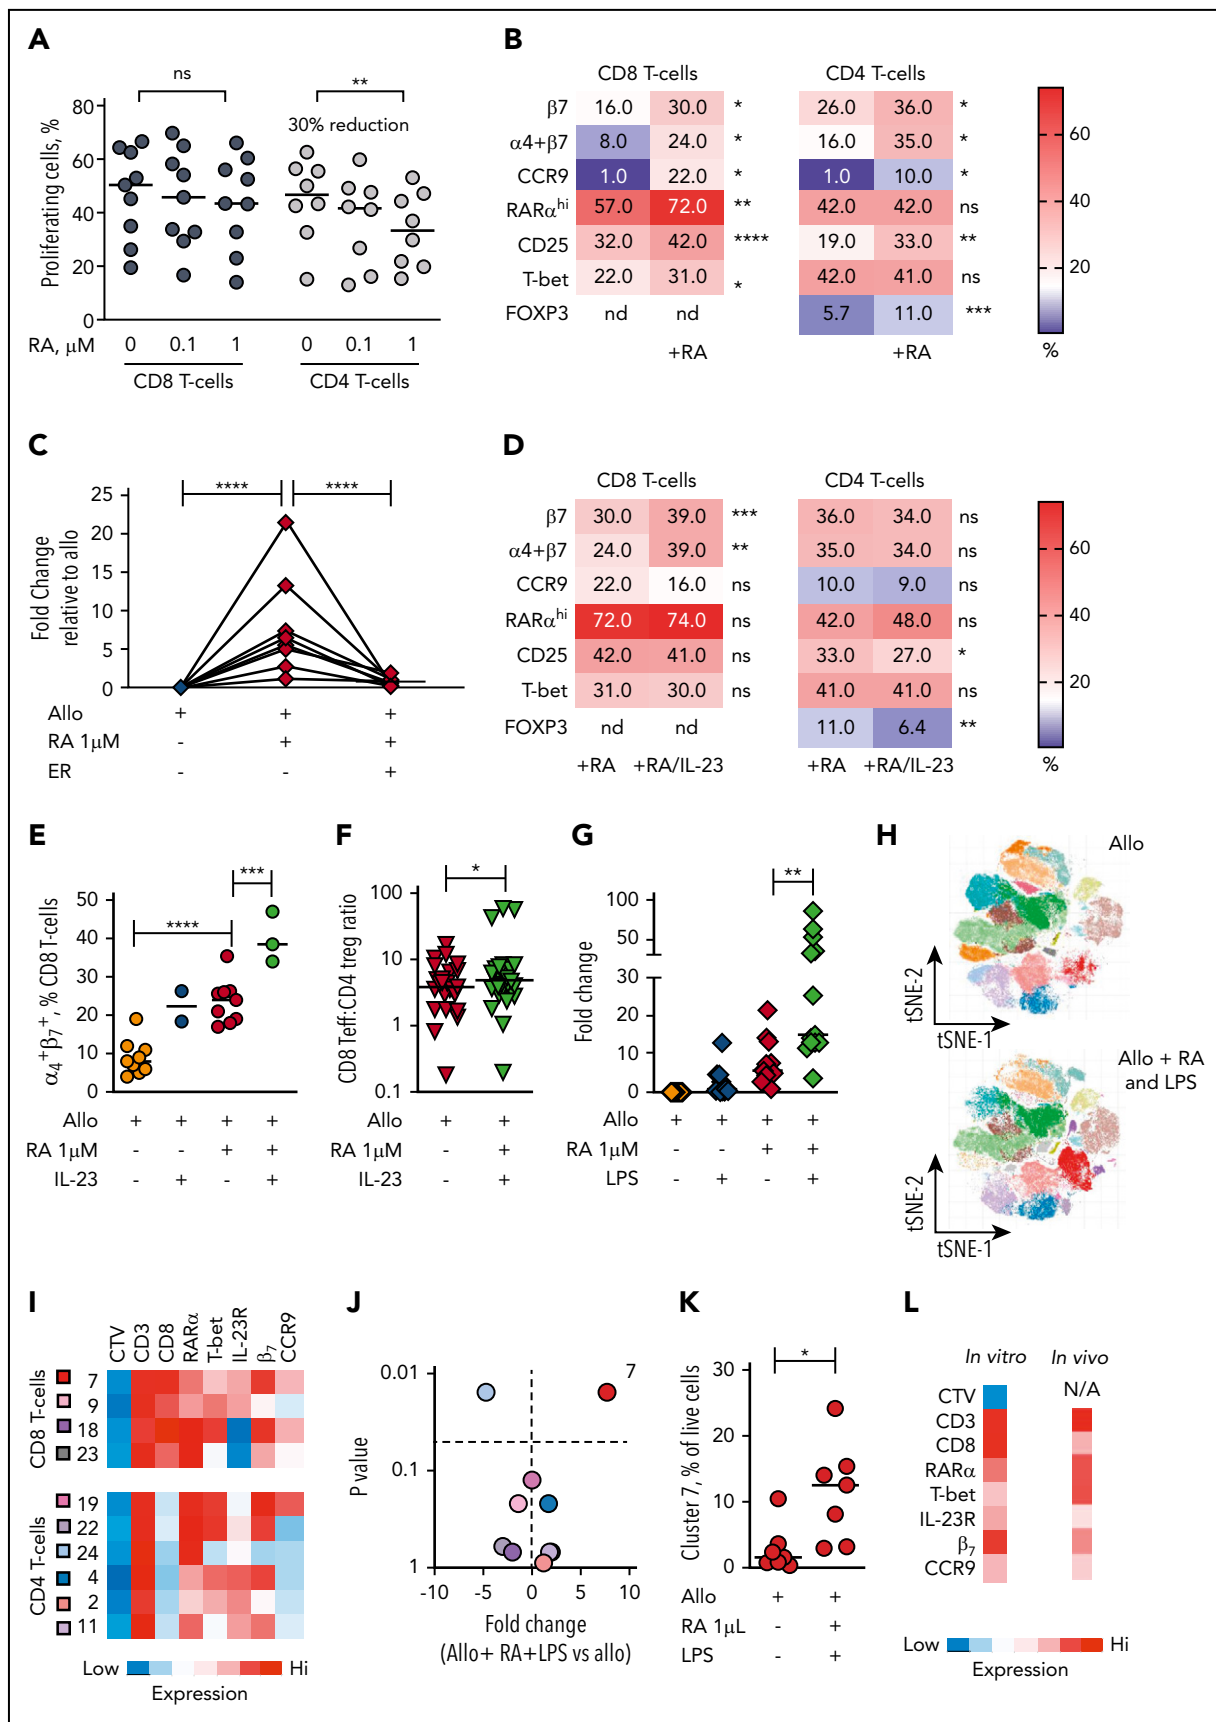 A
ns
**
30% reduction
Proliferating cells, %
80
60
40
20
0
RA, μM
0 0.1 1 0 0.1 1
CD8 T-cells CD4 T-cells
B
CD8 T-cells CD4 T-cells
β7 16.0 30.0 * 26.0 36.0 *
α4+β7 8.0 24.0 * 16.0 35.0 *
CCR9 1.0 22.0 * 1.0 10.0 *
RARα^hi 57.0 72.0 ** 42.0 42.0 ns
CD25 32.0 42.0 **** 19.0 33.0 **
T-bet 22.0 31.0 * 42.0 41.0 ns
FOXP3 nd nd 5.7 11.0 ***
+RA +RA
60
40
20
%
C
**** ****
Fold Change
relative to allo
25
20
15
10
5
0
Allo + + +
RA 1μM - + +
ER - - +
D
CD8 T-cells CD4 T-cells
β7 30.0 39.0 *** 36.0 34.0 ns
α4+β7 24.0 39.0 ** 35.0 34.0 ns
CCR9 22.0 16.0 ns 10.0 9.0 ns
RARα^hi 72.0 74.0 ns 42.0 48.0 ns
CD25 42.0 41.0 ns 33.0 27.0 *
T-bet 31.0 30.0 ns 41.0 41.0 ns
FOXP3 nd nd 11.0 6.4 **
+RA +RA/IL-23 +RA +RA/IL-23
60
40
20
%
E
***
****
α4+β7+, % CD8 T-cells
50
40
30
20
10
0
Allo + + + +
RA 1μM - - + +
IL-23 - + - +
F
*
CD8 Teff:CD4 treg ratio
100
10
1
0.1
Allo + +
RA 1μM - +
IL-23 - +
G
**
Fold change
100
50
30
20
10
0
Allo + + + +
RA 1μM - - + +
LPS - + - +
H
Allo
tSNE-2
tSNE-1
Allo + RA
and LPS
tSNE-2
tSNE-1
I
CTV CD3 CD8 RARα T-bet IL-23R β7 CCR9
CD8 T-cells
7
9
18
23
CD4 T-cells
19
22
24
4
2
11
Low Hi
Expression
J
7
P value
0.01
0.1
1
-10 -5 0 5 10
Fold change
(Allo+ RA+LPS vs allo)
K
*
Cluster 7, % of live cells
30
20
10
0
Allo + +
RA 1μL - +
LPS - +
L
In vitro In vivo
CTV N/A
CD3
CD8
RARα
T-bet
IL-23R
β7
CCR9
Low Hi
Expression